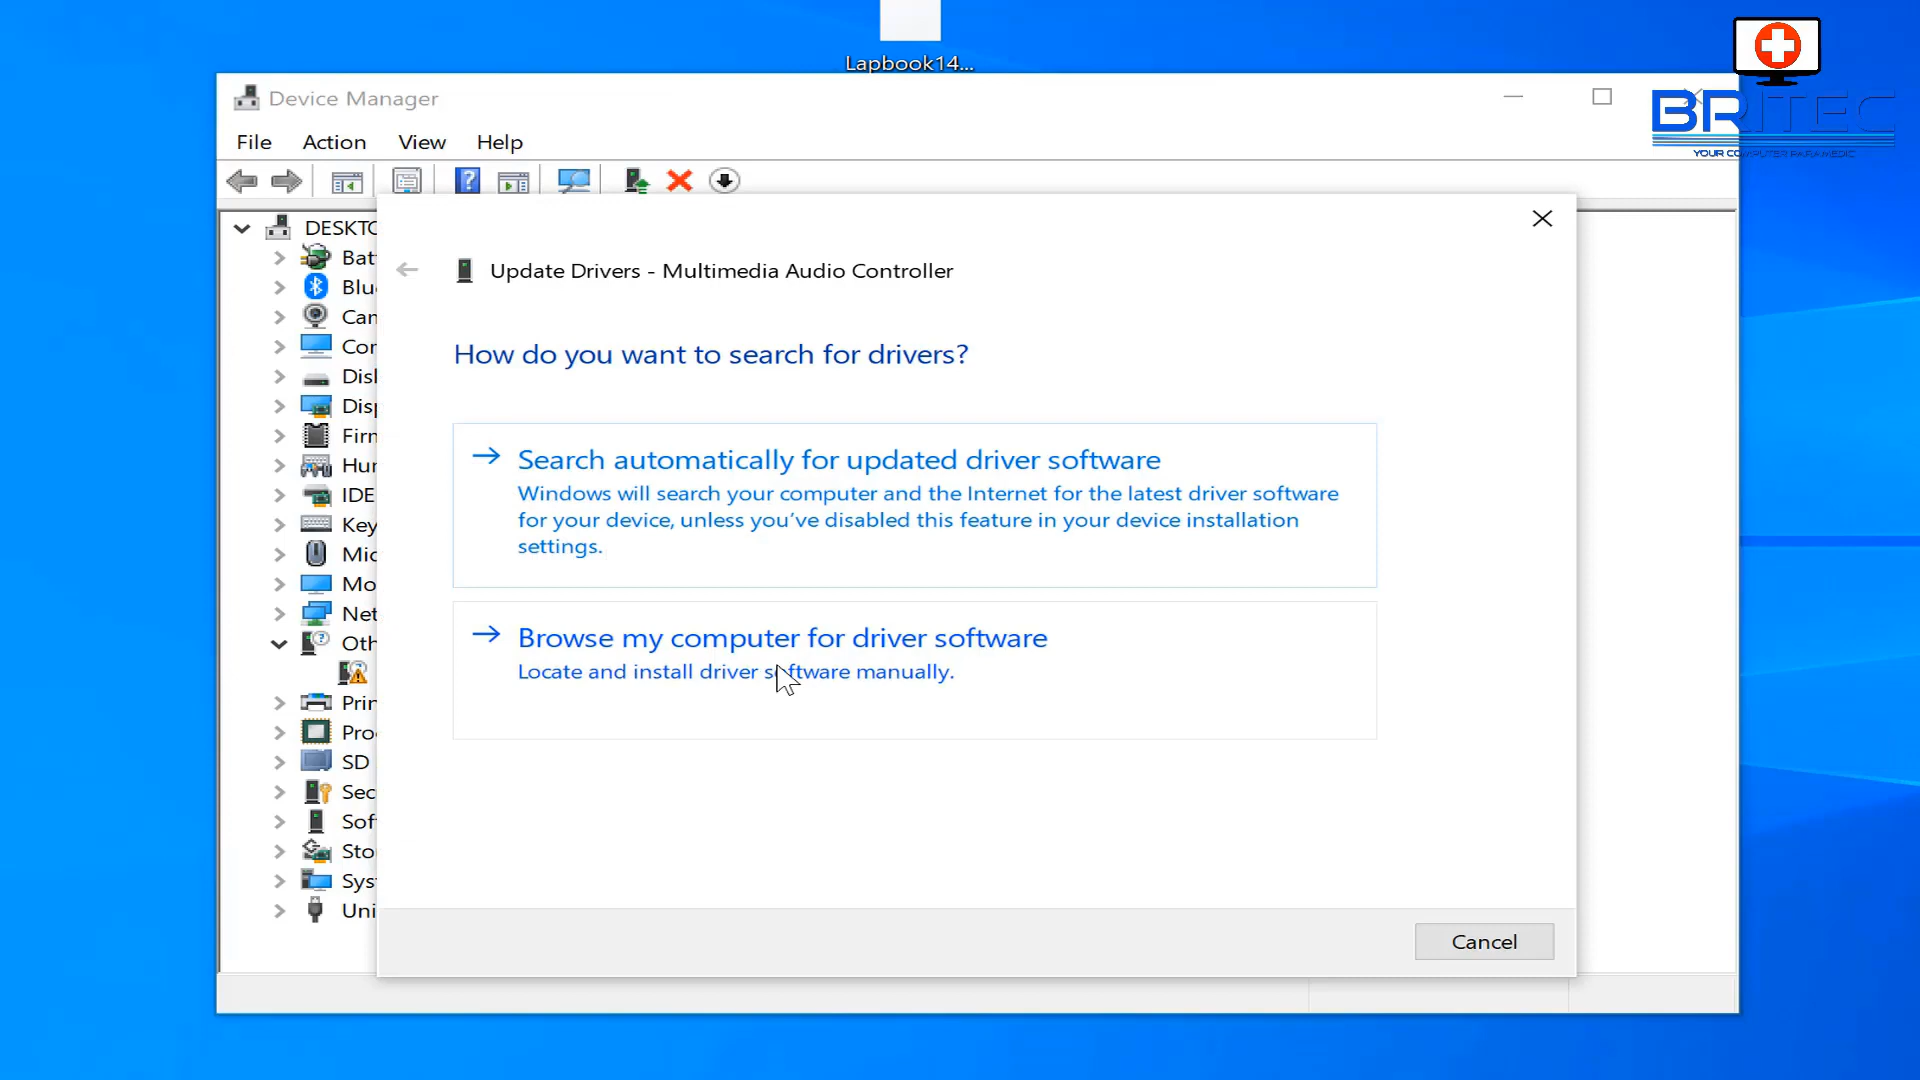 Lapbook14...
Device Manager
BRITEC
YOUR COMPUTER PARAMEDIC
File Action View Help
DESKTO
Bat
Blu
Update Drivers - Multimedia Audio Controller
Can
Cor
How do you want to search for drivers?
Disk
Disp
Firn
Hur
IDE
Key
Mic
Mo
Net
Oth
Prin
Pro
SD
Sec
Sof
Sto
Syst
Uni
Search automatically for updated driver software
Windows will search your computer and the Internet for the latest driver software
for your device, unless you’ve disabled this feature in your device installation
settings.
Browse my computer for driver software
Locate and install driver software manually.
Cancel